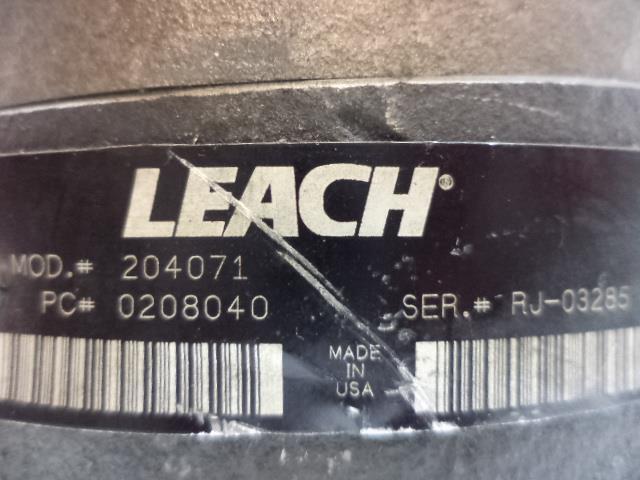 LEACH®
MOD.# 204071
PC# 0208040 SER.# RJ-03285
MADE
IN
USA